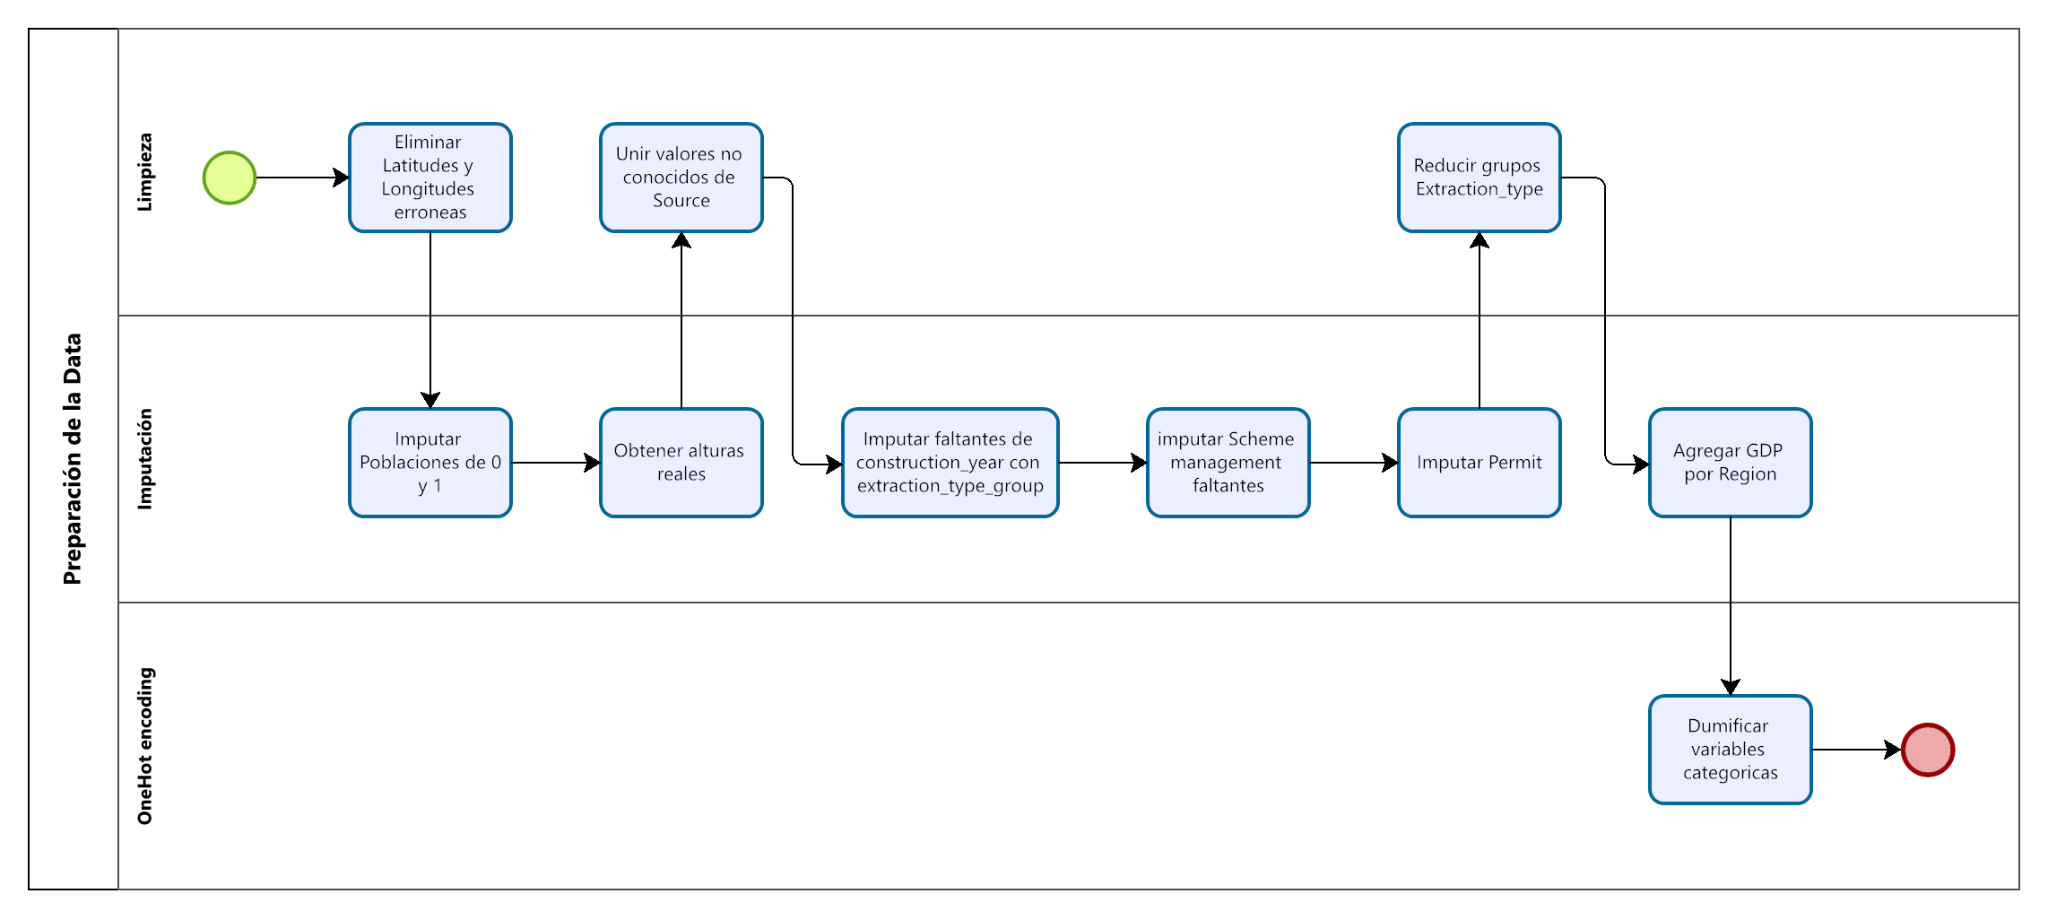 Preparación de la Data
Limpieza
Eliminar
Latitudes y
Longitudes
erroneas
Unir valores no
conocidos de
Source
Reducir grupos
Extraction_type
Imputación
Imputar
Poblaciones de 0
y 1
Obtener alturas
reales
Imputar faltantes de
construction_year con
extraction_type_group
imputar Scheme
management
faltantes
Imputar Permit
Agregar GDP
por Region
OneHot encoding
Dumificar
variables
categoricas